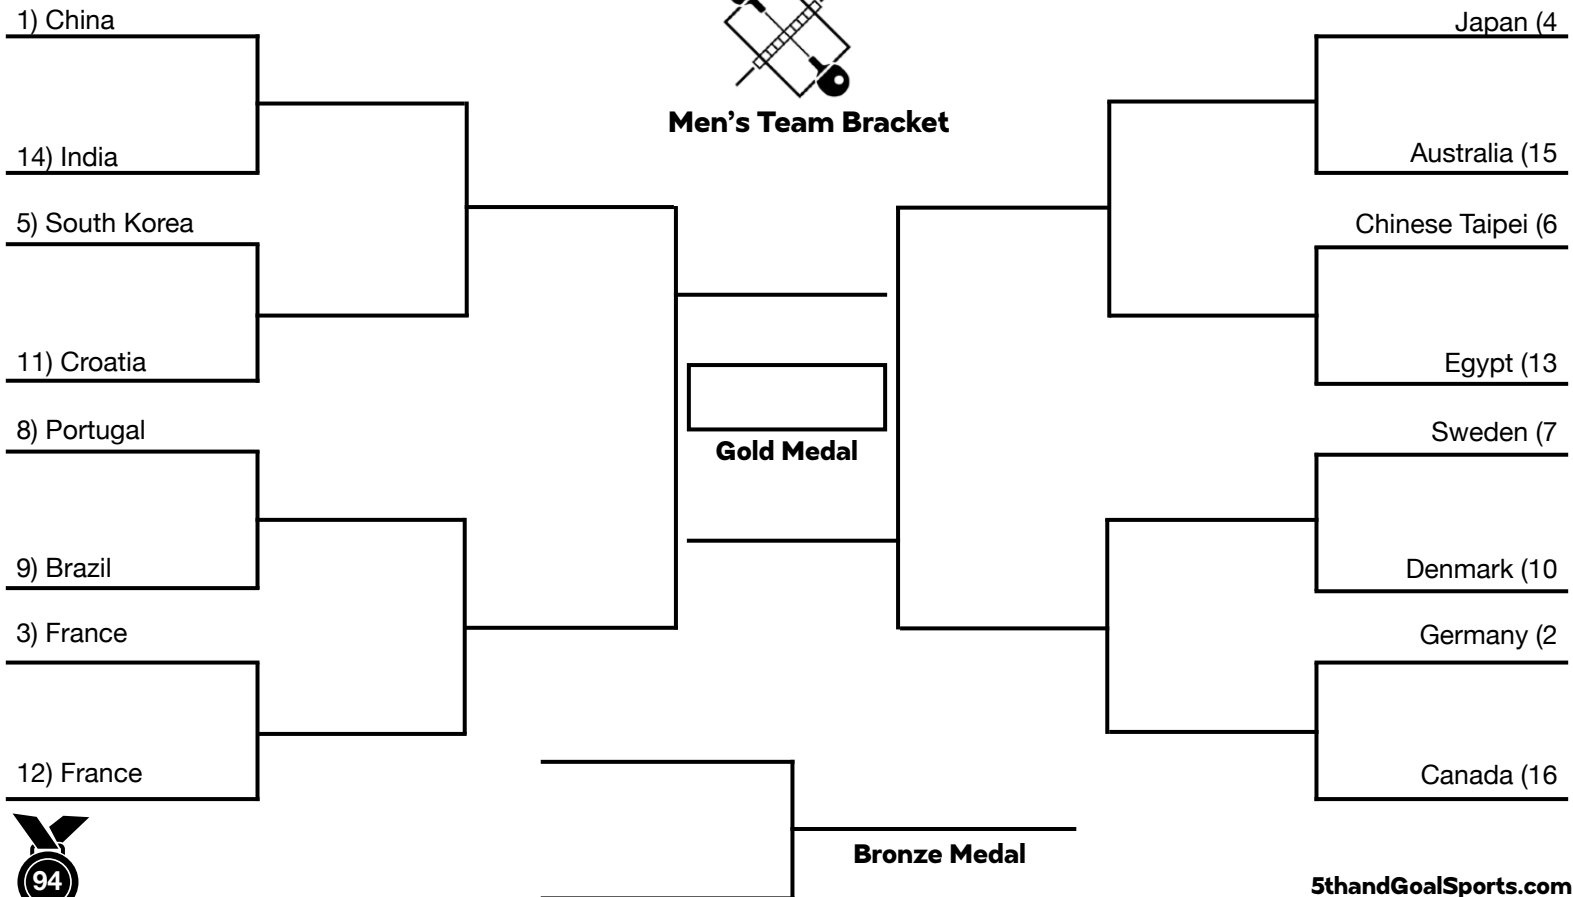 1) China
14) India
5) South Korea
11) Croatia
8) Portugal
9) Brazil
3) France
12) France
94
Men's Team Bracket
Gold Medal
Bronze Medal
Japan (4
Australia (15
Chinese Taipei (6
Egypt (13
Sweden (7
Denmark (10
Germany (2
Canada (16
5thandGoalSports.com